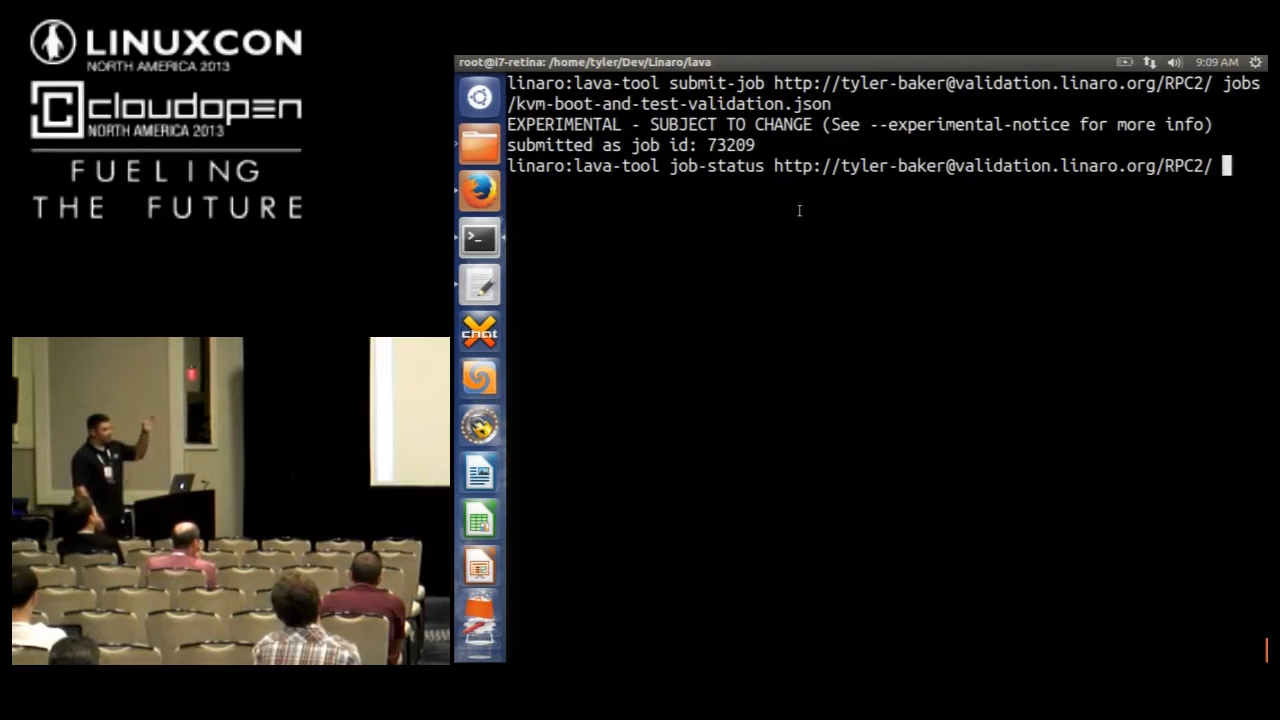 LINUXCON
NORTH AMERICA 2013
cloudopen
NORTH AMERICA 2013
FUELING
THE FUTURE
root@i7-retina: /home/tyler/Dev/Linaro/lava
9:09 AM
linaro:lava-tool submit-job http://tyler-baker@validation.linaro.org/RPC2/ jobs
/kvm-boot-and-test-validation.json
EXPERIMENTAL - SUBJECT TO CHANGE (See --experimental-notice for more info)
submitted as job id: 73209
linaro:lava-tool job-status http://tyler-baker@validation.linaro.org/RPC2/
>_
chat